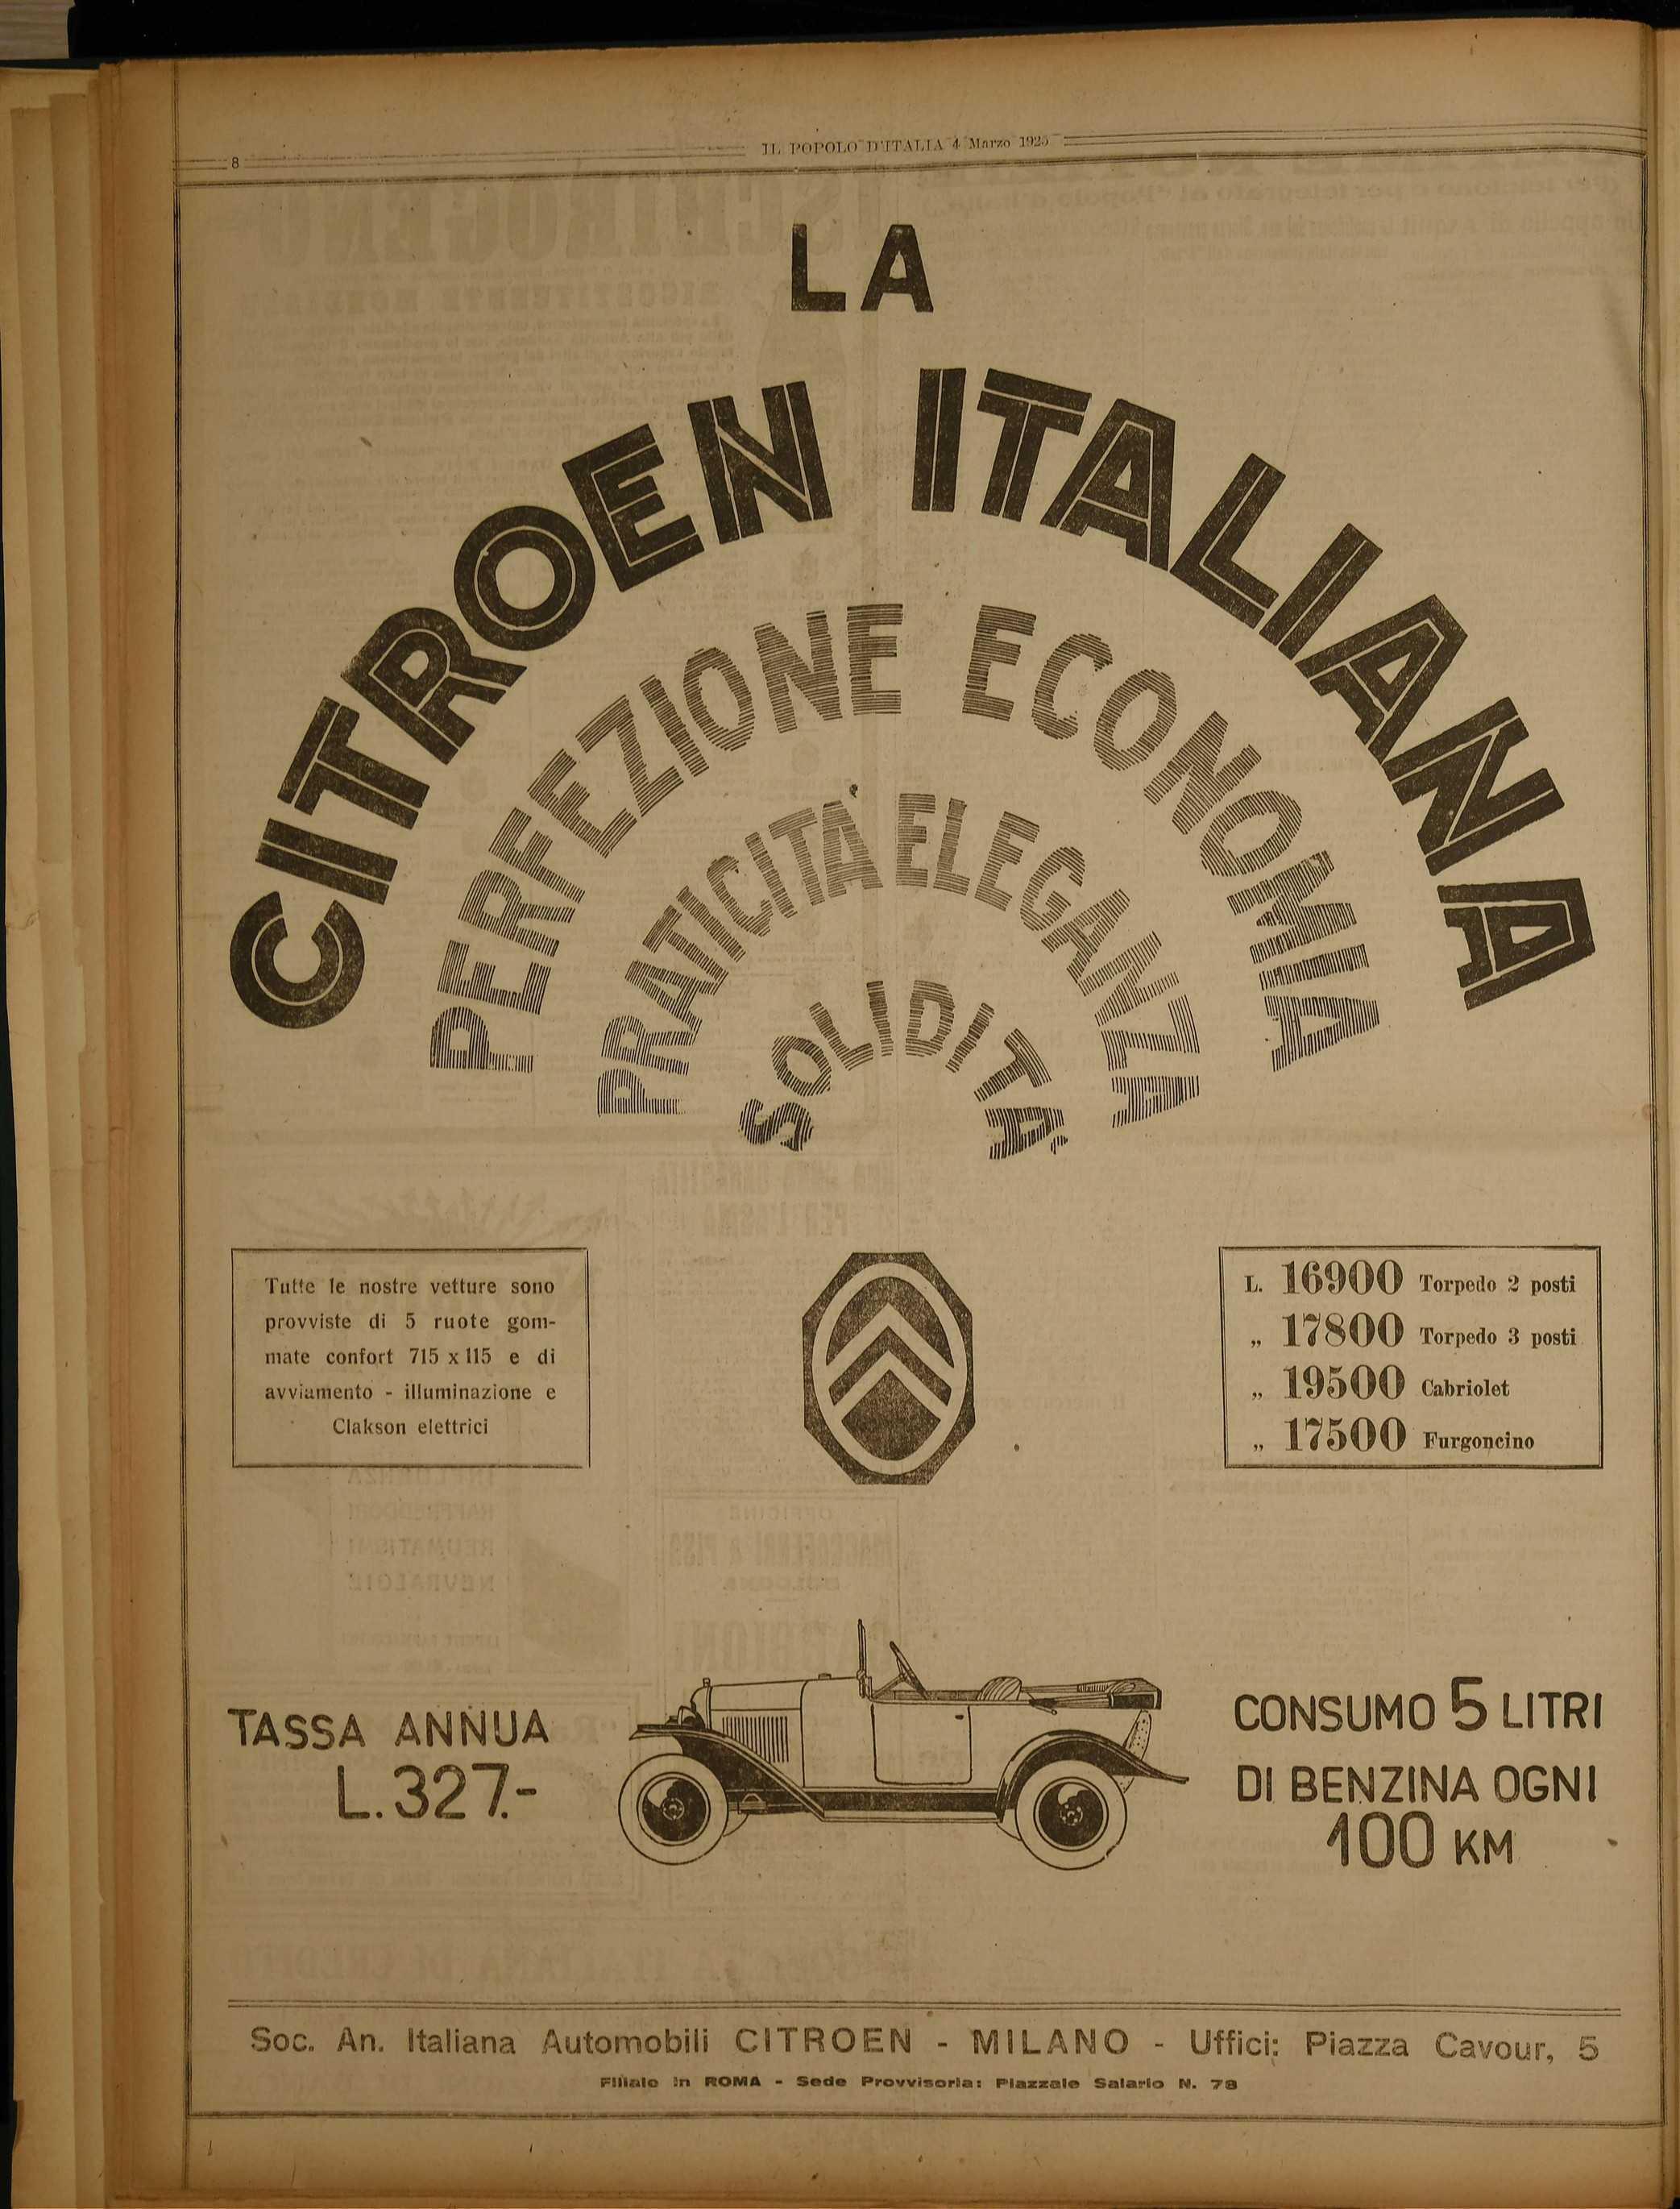 8
IL POPOLO D'ITALIA 4 Marzo 1925
LA
CITROEN ITALIANA
PERFEZIONE ECONOMIA
PRATICITA' ELEGANZA
SOLIDITA'
Tutte le nostre vetture sono
provviste di 5 ruote gom-
mate confort 715 x 115 e di
avviamento - illuminazione e
Clakson elettrici
L. 16900 Torpedo 2 posti
„ 17800 Torpedo 3 posti
„ 19500 Cabriolet
„ 17500 Furgoncino
TASSA ANNUA
L. 327.-
CONSUMO 5 LITRI
DI BENZINA OGNI
100 KM
Soc. An. Italiana Automobili CITROEN - MILANO - Uffici: Piazza Cavour, 5
Filiale in ROMA - Sede Provvisoria: Piazzale Salario N. 78